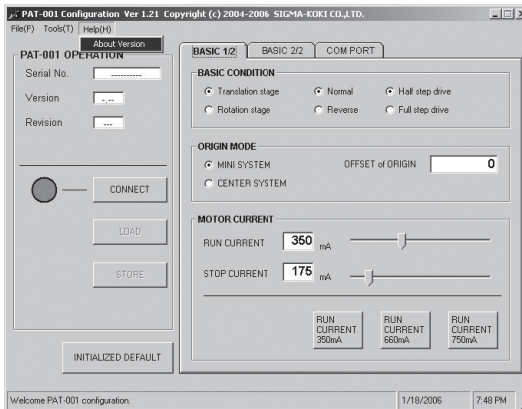 PAT-001 Configuration Ver 1.21 Copyright (c) 2004-2006 SIGMA-KOKI CO.,LTD.
File(F) Tools(T) Help(H)
About Version
PAT-001 OPERATION
Serial No. ----------
Version -.--
Revision ---
CONNECT
LOAD
STORE
INITIALIZED DEFAULT
BASIC 1/2 BASIC 2/2 COM PORT
BASIC CONDITION
Translation stage Normal Half step drive
Rotation stage Reverse Full step drive
ORIGIN MODE
MINI SYSTEM OFFSET of ORIGIN 0
CENTER SYSTEM
MOTOR CURRENT
RUN CURRENT 350 mA
STOP CURRENT 175 mA
RUN CURRENT 350mA
RUN CURRENT 660mA
RUN CURRENT 750mA
Welcome PAT-001 configuration. 1/18/2006 7:48 PM